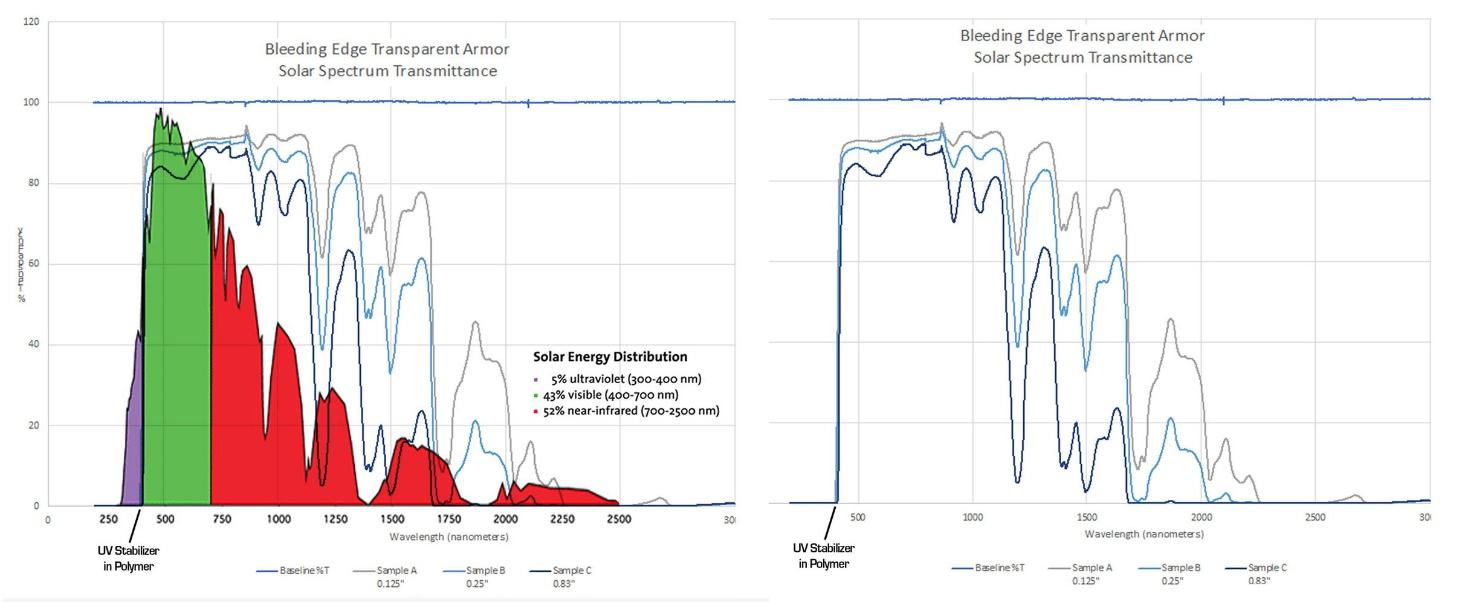 120
Bleeding Edge Transparent Armor
Solar Spectrum Transmittance
100
80
60
%
40
Solar Energy Distribution
5% ultraviolet (300-400 nm)
43% visible (400-700 nm)
52% near-infrared (700-2500 nm)
20
0
0 250 500 750 1000 1250 1500 1750 2000 2250 2500
Wavelength (nanometers)
UV Stabilizer
in Polymer
Baseline %T Sample A Sample B Sample C
0.125" 0.25" 0.83"
Bleeding Edge Transparent Armor
Solar Spectrum Transmittance
500 1000 1500 2000 2500
Wavelength (nanometers)
UV Stabilizer
in Polymer
Baseline %T Sample A Sample B Sample C
0.125" 0.25" 0.83"